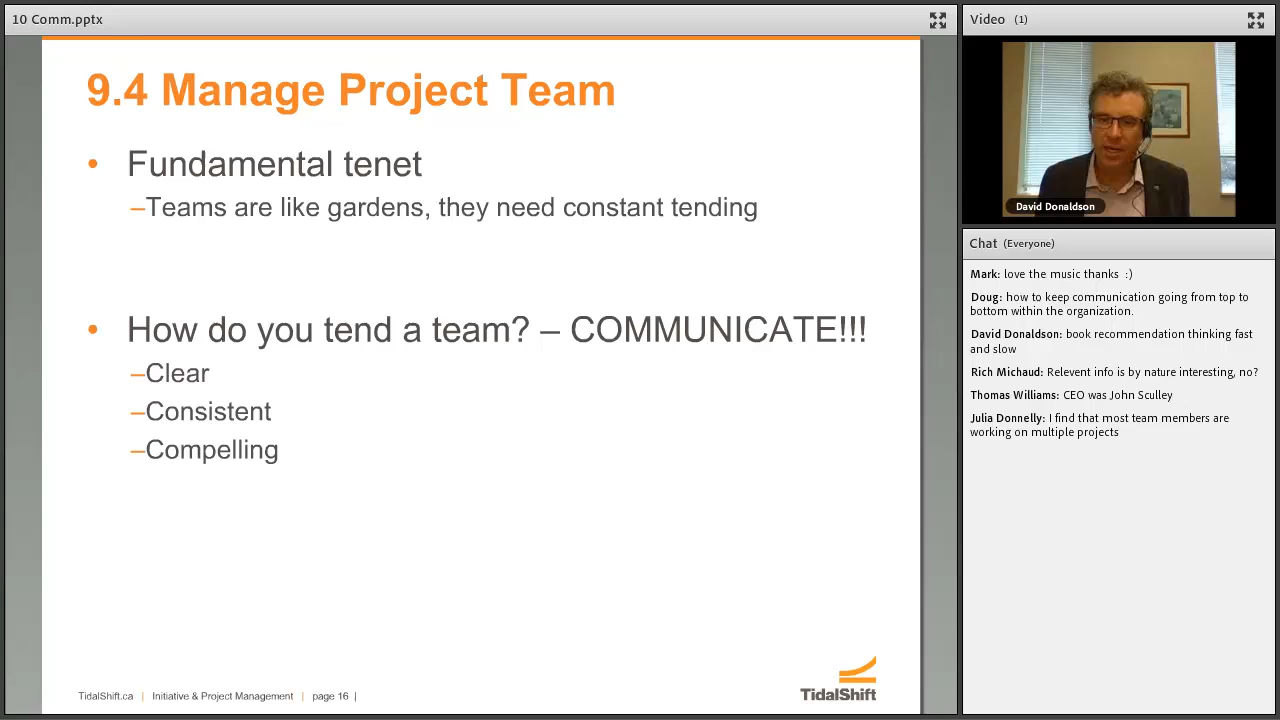 10 Comm.pptx
9.4 Manage Project Team
• Fundamental tenet
–Teams are like gardens, they need constant tending
• How do you tend a team? – COMMUNICATE!!!
–Clear
–Consistent
–Compelling
TidalShift.ca | Initiative & Project Management | page 16 |
TidalShift
Video (1)
David Donaldson
Chat (Everyone)
Mark: love the music thanks :)
Doug: how to keep communication going from top to
bottom within the organization.
David Donaldson: book recommendation thinking fast
and slow
Rich Michaud: Relevent info is by nature interesting, no?
Thomas Williams: CEO was John Sculley
Julia Donnelly: I find that most team members are
working on multiple projects